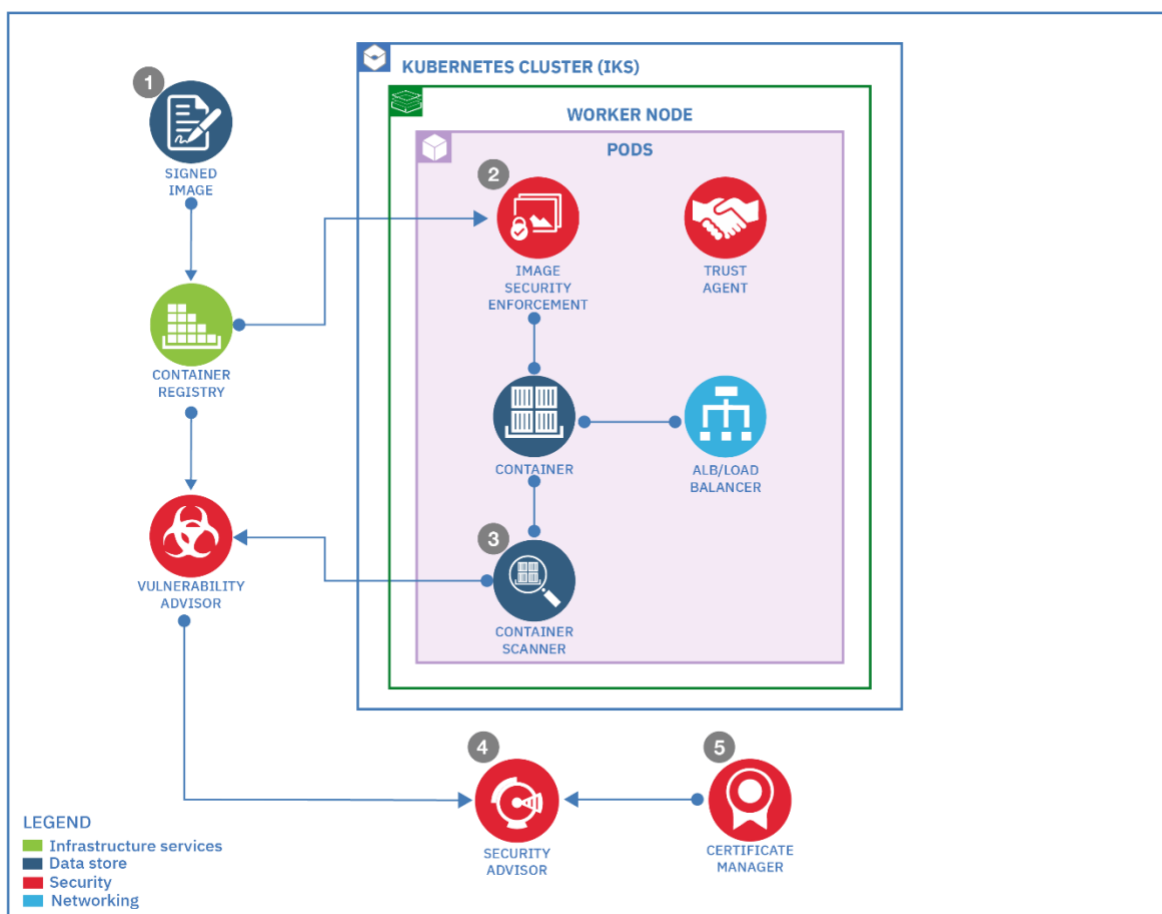 1
SIGNED
IMAGE
CONTAINER
REGISTRY
VULNERABILITY
ADVISOR
KUBERNETES CLUSTER (IKS)
WORKER NODE
PODS
2
IMAGE
SECURITY
ENFORCEMENT
TRUST
AGENT
CONTAINER
ALB/LOAD
BALANCER
3
CONTAINER
SCANNER
4
SECURITY
ADVISOR
5
CERTIFICATE
MANAGER
LEGEND
Infrastructure services
Data store
Security
Networking